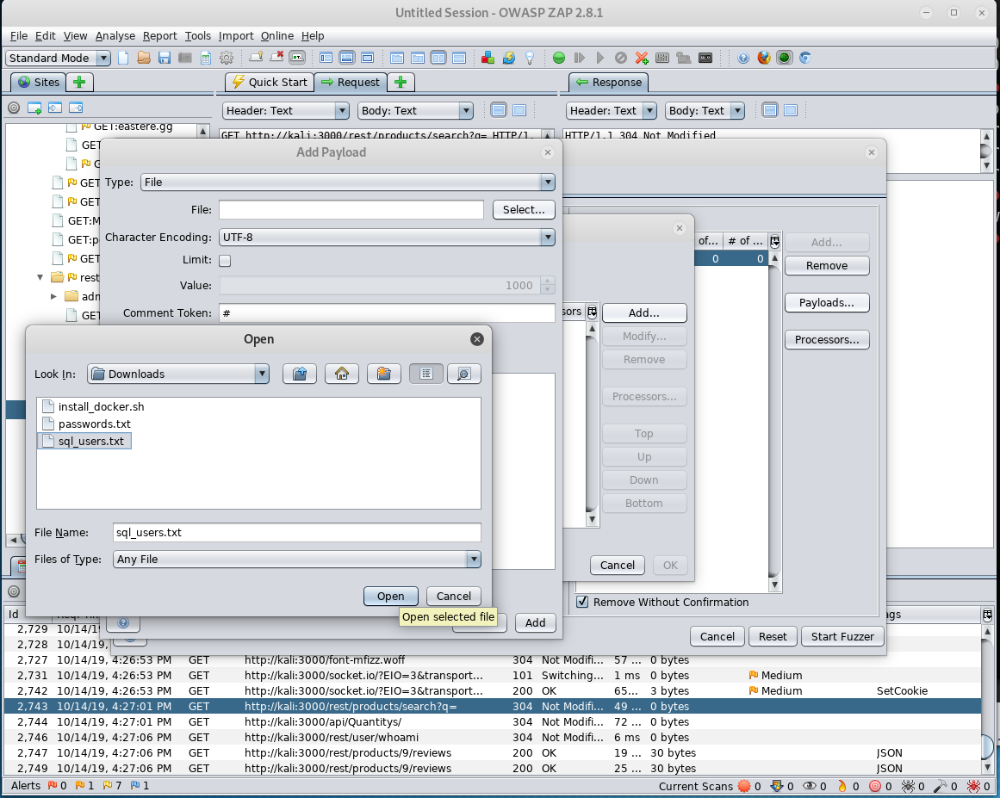 Untitled Session - OWASP ZAP 2.8.1
File Edit View Analyse Report Tools Import Online Help
Standard Mode
Sites Quick Start Request Response
Header: Text Body: Text Header: Text Body: Text
GET:eastere.gg
GET http://kali:3000/rest/products/search?q= HTTP/1. HTTP/1.1 304 Not Modified
GET
G
GET
GET
GET:M
GET:p
GET
rest
adn
GET
Add Payload
Type: File
File: Select...
Character Encoding: UTF-8
Limit:
Value: 1000
Comment Token: #
of... # of ...
0 0
Add...
Remove
Payloads...
Processors...
sors
Add...
Modify...
Remove
Processors...
Top
Up
Down
Bottom
Cancel OK
Remove Without Confirmation
Cancel Reset Start Fuzzer
Add
Open
Look In: Downloads
install_docker.sh
passwords.txt
sql_users.txt
File Name: sql_users.txt
Files of Type: Any File
Open Cancel
Open selected file
Id ags
2,729 10/14/1
2,728 10/14/19,
2,727 10/14/19, 4:26:53 PM GET http://kali:3000/font-mfizz.woff 304 Not Modifi... 57 ... 0 bytes
2,731 10/14/19, 4:26:53 PM GET http://kali:3000/socket.io/?EIO=3&transport... 101 Switching... 1 ms 0 bytes Medium
2,742 10/14/19, 4:26:53 PM GET http://kali:3000/socket.io/?EIO=3&transport... 200 OK 65... 3 bytes Medium SetCookie
2,743 10/14/19, 4:27:01 PM GET http://kali:3000/rest/products/search?q= 304 Not Modifi... 49 ... 0 bytes
2,744 10/14/19, 4:27:01 PM GET http://kali:3000/api/Quantitys/ 304 Not Modifi... 72 ... 0 bytes
2,746 10/14/19, 4:27:06 PM GET http://kali:3000/rest/user/whoami 304 Not Modifi... 6 ms 0 bytes
2,747 10/14/19, 4:27:06 PM GET http://kali:3000/rest/products/9/reviews 200 OK 19 ... 30 bytes JSON
2,749 10/14/19, 4:27:06 PM GET http://kali:3000/rest/products/9/reviews 200 OK 25 ... 30 bytes JSON
Alerts 0 1 7 1 Current Scans 0 0 0 0 0 0 0 0